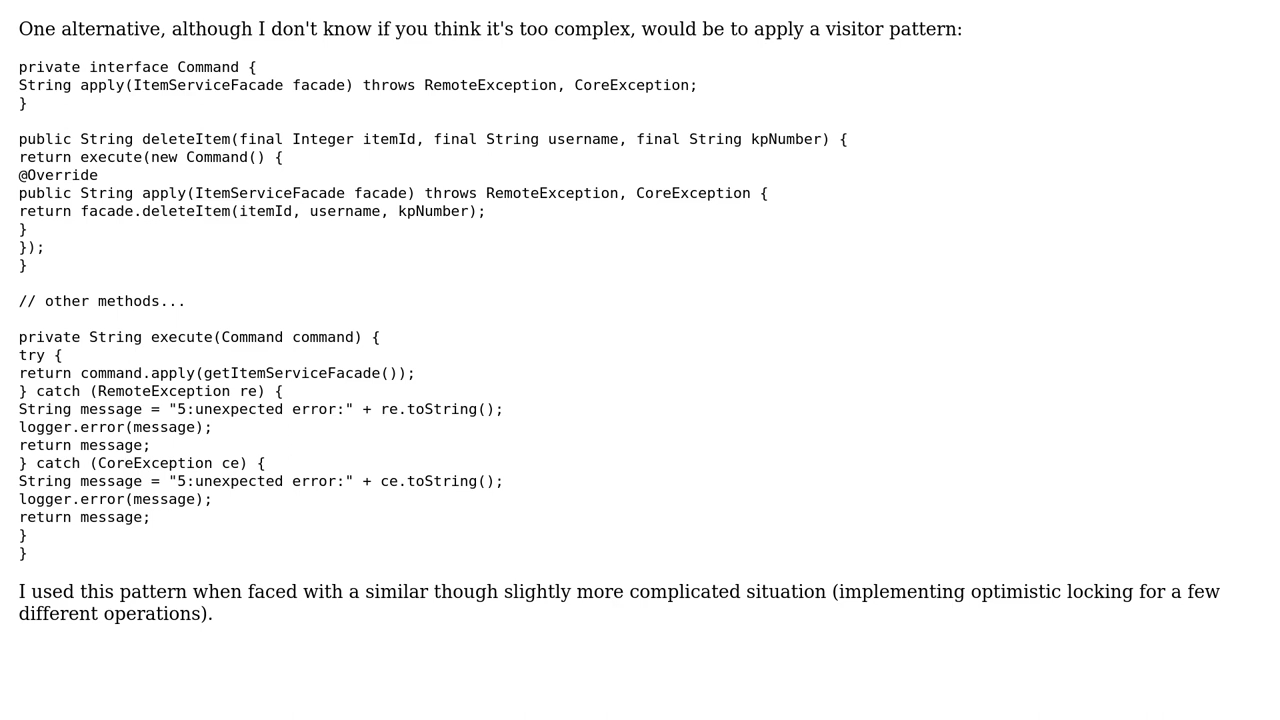 One alternative, although I don't know if you think it's too complex, would be to apply a visitor pattern:
private interface Command {
String apply(ItemServiceFacade facade) throws RemoteException, CoreException;
}
public String deleteItem(final Integer itemId, final String username, final String kpNumber) {
return execute(new Command() {
@Override
public String apply(ItemServiceFacade facade) throws RemoteException, CoreException {
return facade.deleteItem(itemId, username, kpNumber);
}
});
}
// other methods...
private String execute(Command command) {
try {
return command.apply(getItemServiceFacade());
} catch (RemoteException re) {
String message = "5:unexpected error:" + re.toString();
logger.error(message);
return message;
} catch (CoreException ce) {
String message = "5:unexpected error:" + ce.toString();
logger.error(message);
return message;
}
}
I used this pattern when faced with a similar though slightly more complicated situation (implementing optimistic locking for a few
different operations).